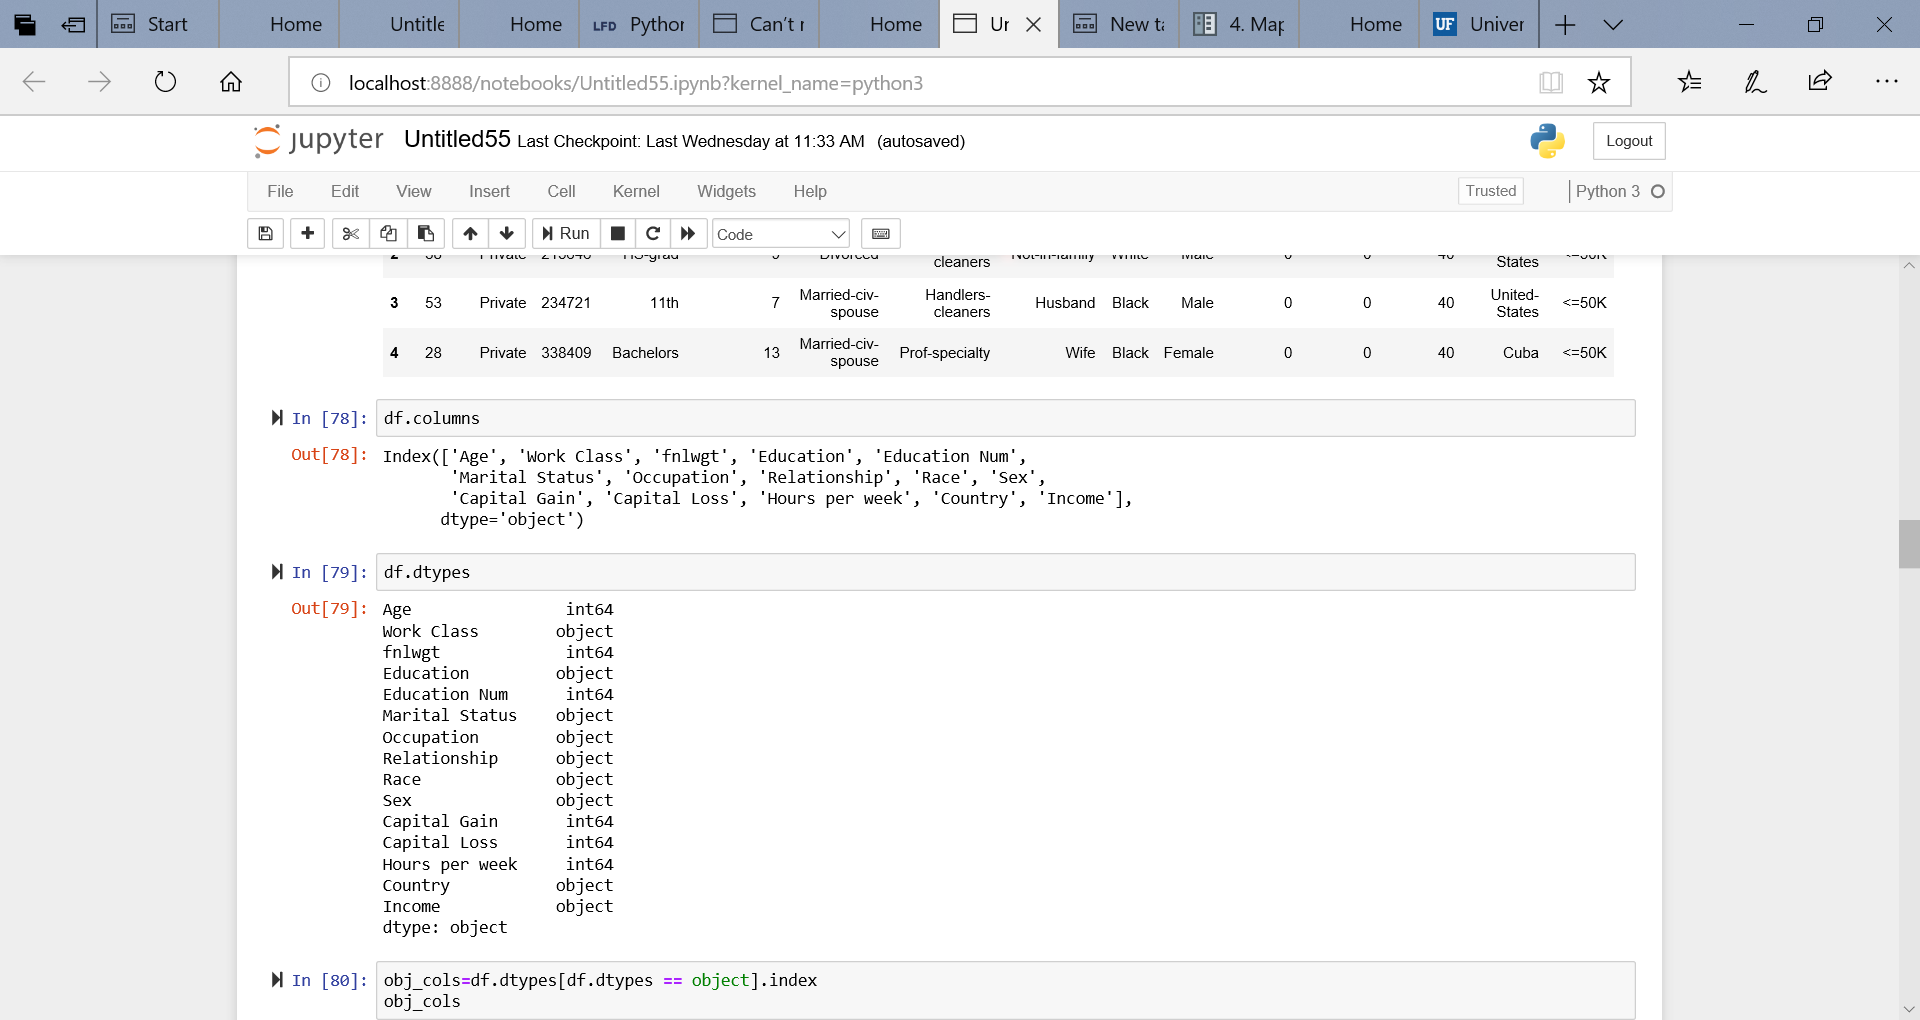 Start Home Untitle Home LFD Pythor Can't r Home Ur New ta 4. Map Home UF Univer
localhost:8888/notebooks/Untitled55.ipynb?kernel_name=python3
jupyter Untitled55 Last Checkpoint: Last Wednesday at 11:33 AM (autosaved) Logout
File Edit View Insert Cell Kernel Widgets Help Trusted Python 3
Run Code
cleaners States
3 53 Private 234721 11th 7 Married-civ- Handlers- Husband Black Male 0 0 40 United- <=50K
spouse cleaners States
4 28 Private 338409 Bachelors 13 Married-civ- Prof-specialty Wife Black Female 0 0 40 Cuba <=50K
spouse
In [78]: df.columns
Out[78]: Index(['Age', 'Work Class', 'fnlwgt', 'Education', 'Education Num',
'Marital Status', 'Occupation', 'Relationship', 'Race', 'Sex',
'Capital Gain', 'Capital Loss', 'Hours per week', 'Country', 'Income'],
dtype='object')
In [79]: df.dtypes
Out[79]: Age int64
Work Class object
fnlwgt int64
Education object
Education Num int64
Marital Status object
Occupation object
Relationship object
Race object
Sex object
Capital Gain int64
Capital Loss int64
Hours per week int64
Country object
Income object
dtype: object
In [80]: obj_cols=df.dtypes[df.dtypes == object].index
obj_cols